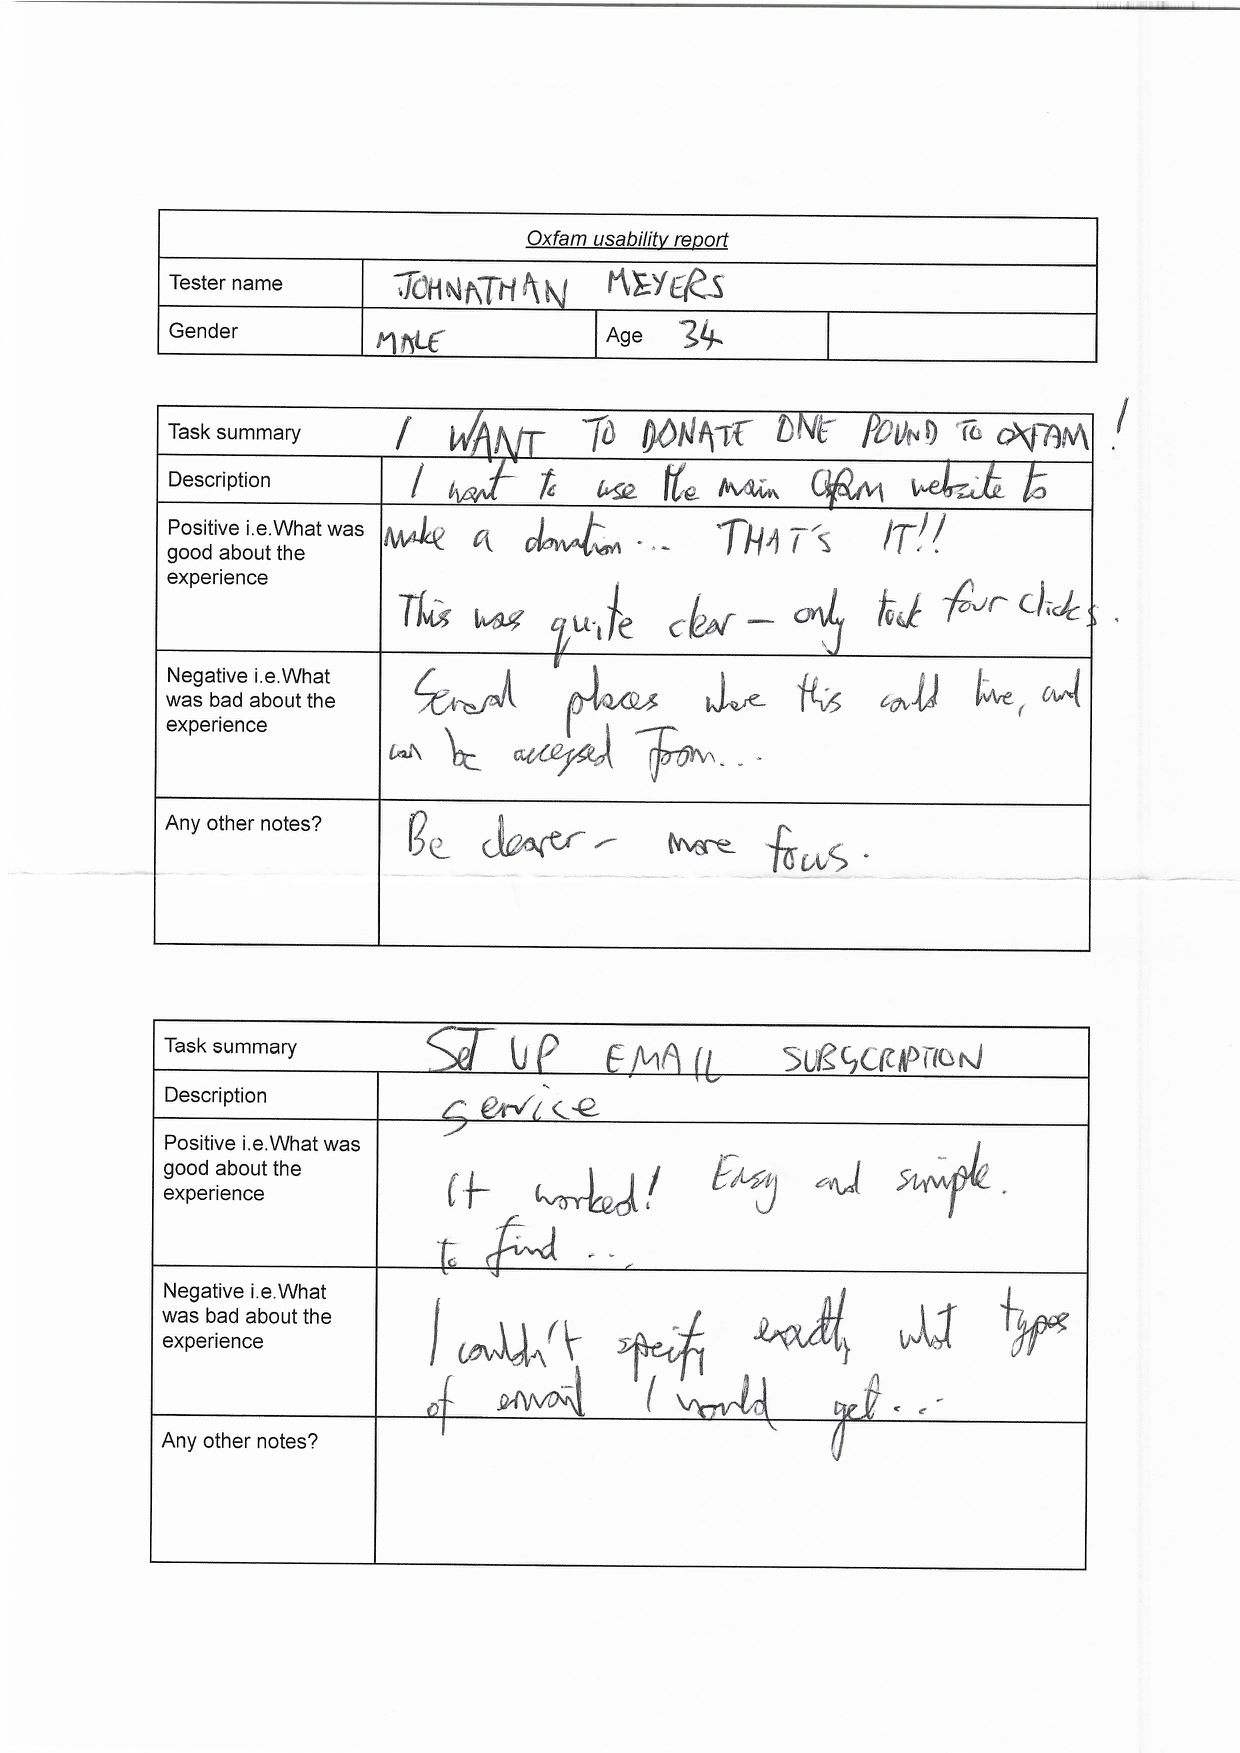 Oxfam usability report
Tester name JOHNATHAN MEYERS
Gender MALE Age 34
Task summary I WANT TO DONATE ONE POUND TO OXFAM!
Description I want to use the main website to
Positive i.e.What was make a donation... THAT'S IT!!
good about the
experience
This was quite clear – only took four clicks.
Negative i.e.What Several places where this could live, and
was bad about the
experience
can be accessed from...
Any other notes? Be clearer – more focus.
Task summary Set UP EMAIL SUBSCRIPTION
Description service
Positive i.e.What was
good about the
experience
It worked! Easy and simple.
to find ...
Negative i.e.What
was bad about the
experience
I couldn't specify exactly what types
of email I would get...
Any other notes?